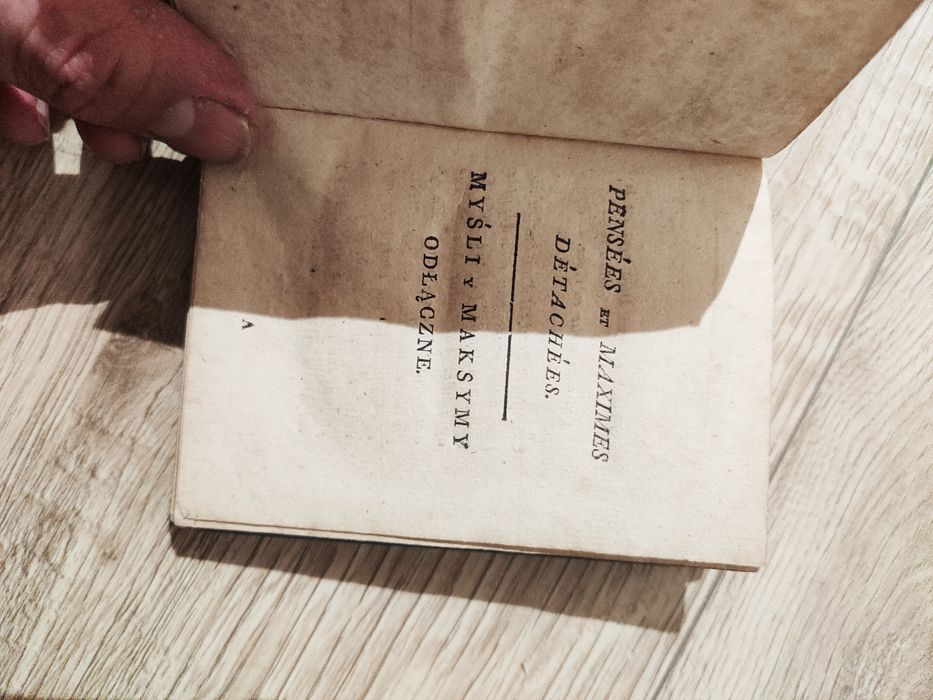 PENSÉES ET MAXIMES
DÉTACHÉES.
MYŚLI Y MAKSYMY
ODŁĄCZNE.
A